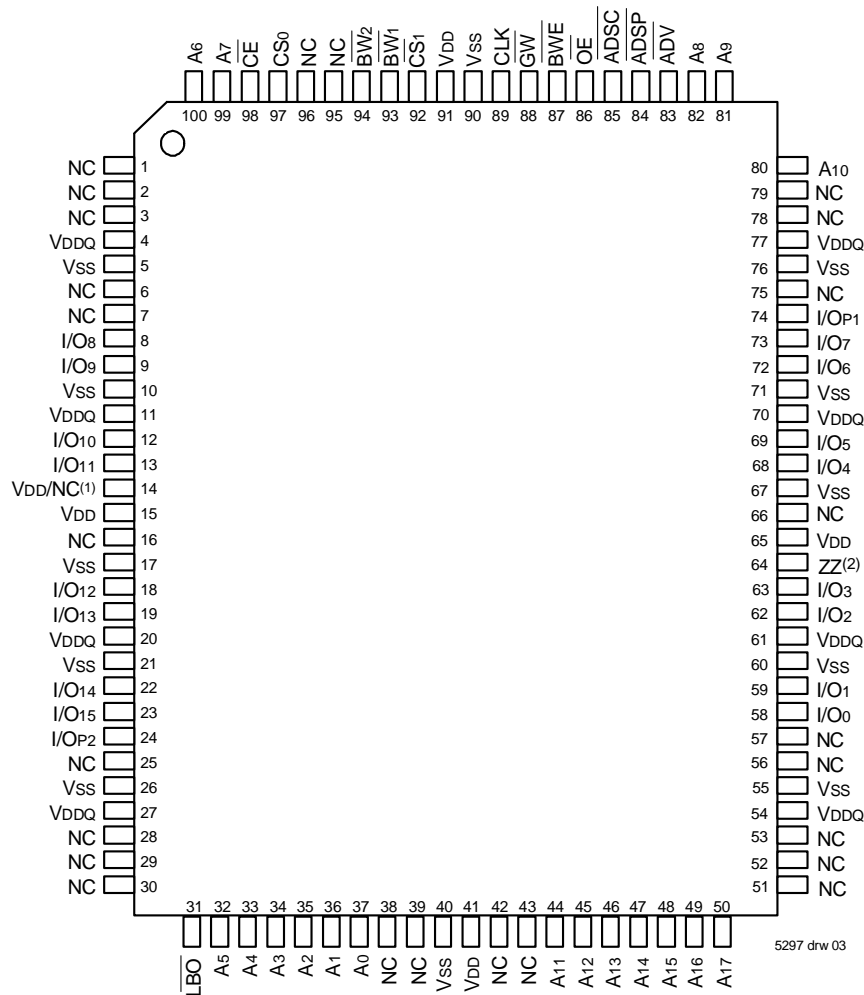 A6 A7 CE CS0 NC NC BW2 BW1 CS1 VDD VSS CLK GW BWE OE ADSC ADSP ADV A8 A9
100 99 98 97 96 95 94 93 92 91 90 89 88 87 86 85 84 83 82 81
NC 1
NC 2
NC 3
VDDQ 4
VSS 5
NC 6
NC 7
I/O8 8
I/O9 9
VSS 10
VDDQ 11
I/O10 12
I/O11 13
VDD/NC(1) 14
VDD 15
NC 16
VSS 17
I/O12 18
I/O13 19
VDDQ 20
VSS 21
I/O14 22
I/O15 23
I/OP2 24
NC 25
VSS 26
VDDQ 27
NC 28
NC 29
NC 30
80 A10
79 NC
78 NC
77 VDDQ
76 VSS
75 NC
74 I/OP1
73 I/O7
72 I/O6
71 VSS
70 VDDQ
69 I/O5
68 I/O4
67 VSS
66 NC
65 VDD
64 ZZ(2)
63 I/O3
62 I/O2
61 VDDQ
60 VSS
59 I/O1
58 I/O0
57 NC
56 NC
55 VSS
54 VDDQ
53 NC
52 NC
51 NC
31 32 33 34 35 36 37 38 39 40 41 42 43 44 45 46 47 48 49 50
LBO A5 A4 A3 A2 A1 A0 NC NC VSS VDD NC NC A11 A12 A13 A14 A15 A16 A17
5297 drw 03